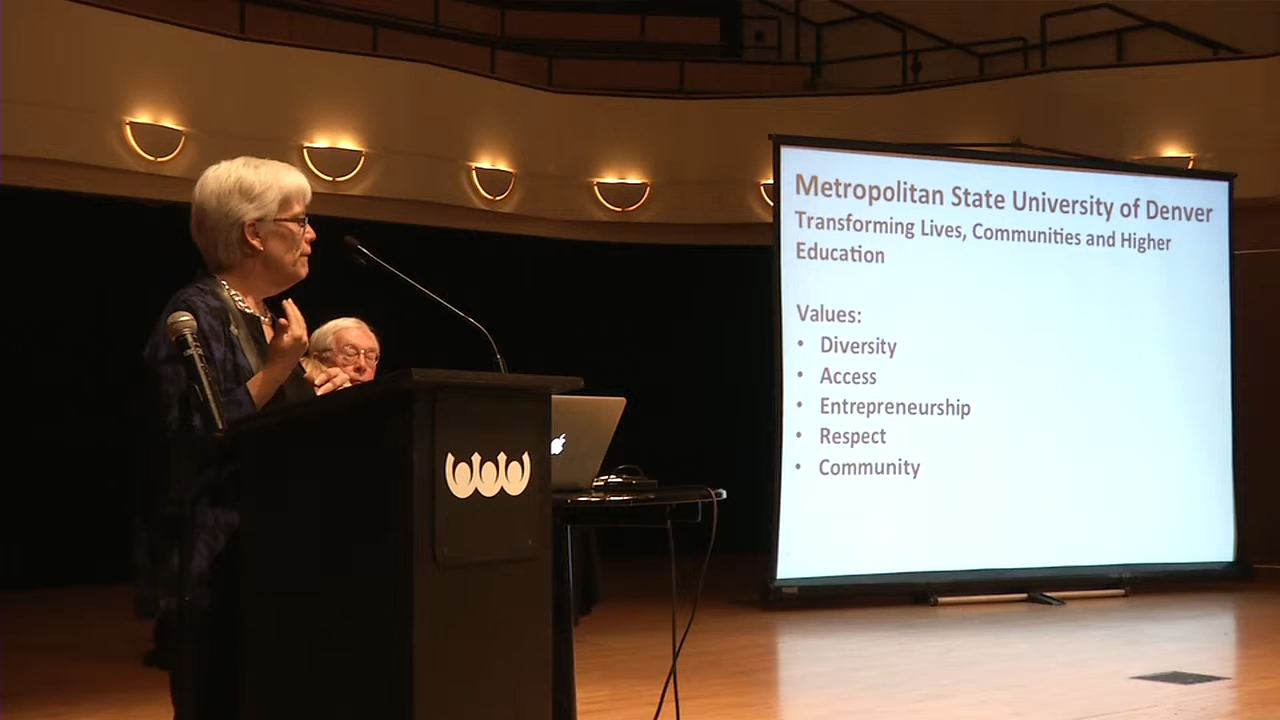 Metropolitan State University of Denver
Transforming Lives, Communities and Higher
Education
Values:
• Diversity
• Access
• Entrepreneurship
• Respect
• Community